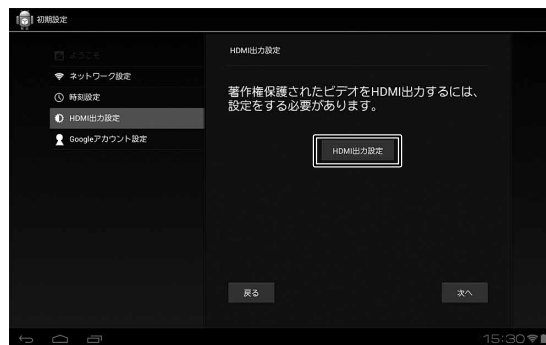 初期設定
ようこそ
ネットワーク設定
時刻設定
HDMI出力設定
Googleアカウント設定
HDMI出力設定
著作権保護されたビデオをHDMI出力するには、
設定をする必要があります。
HDMI出力設定
戻る
次へ
15:30